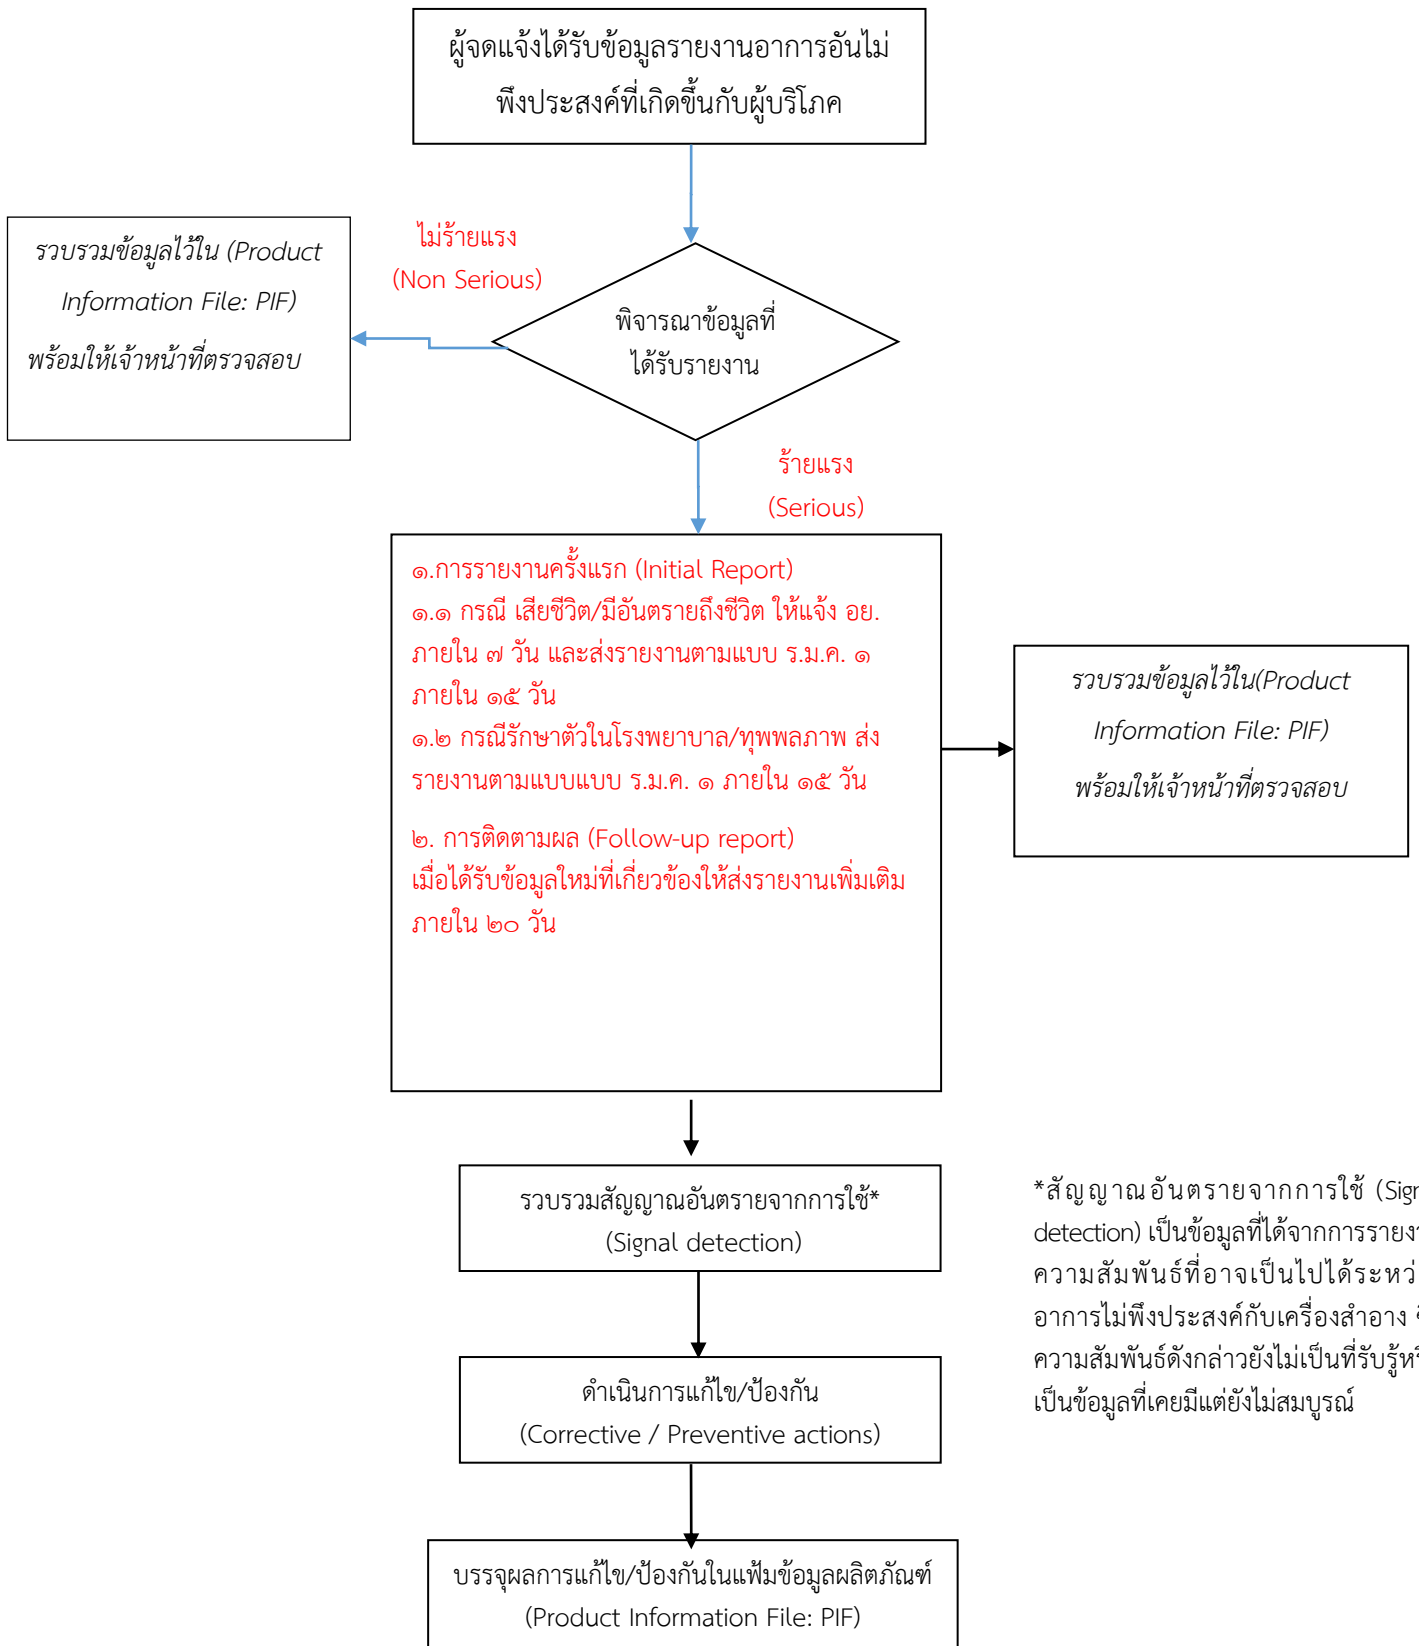 ผู้จดแจ้งได้รับข้อมูลรายงานอาการอันไม่
พึงประสงค์ที่เกิดขึ้นกับผู้บริโภค
ไม่ร้ายแรง
(Non Serious)
รวบรวมข้อมูลไว้ใน (Product
Information File: PIF)
พร้อมให้เจ้าหน้าที่ตรวจสอบ
พิจารณาข้อมูลที่
ได้รับรายงาน
ร้ายแรง
(Serious)
๑.การรายงานครั้งแรก (Initial Report)
๑.๑ กรณี เสียชีวิต/มีอันตรายถึงชีวิต ให้แจ้ง อย.
ภายใน ๗ วัน และส่งรายงานตามแบบ ร.ม.ค. ๑
ภายใน ๑๕ วัน
๑.๒ กรณีรักษาตัวในโรงพยาบาล/ทุพพลภาพ ส่ง
รายงานตามแบบแบบ ร.ม.ค. ๑ ภายใน ๑๕ วัน
๒. การติดตามผล (Follow-up report)
เมื่อได้รับข้อมูลใหม่ที่เกี่ยวข้องให้ส่งรายงานเพิ่มเติม
ภายใน ๒๐ วัน
รวบรวมข้อมูลไว้ใน(Product
Information File: PIF)
พร้อมให้เจ้าหน้าที่ตรวจสอบ
รวบรวมสัญญาณอันตรายจากการใช้*
(Signal detection)
*สัญญาณอันตรายจากการใช้
detection) เป็นข้อมูลที่ได้จากการ
ความสัมพันธ์ที่อาจเป็นไปได้
อาการไม่พึงประสงค์กับเครื่องสำอาง
ความสัมพันธ์ดังกล่าวยังไม่เป็นที่รับรู้
เป็นข้อมูลที่เคยมีแต่ยังไม่สมบูรณ์
ดำเนินการแก้ไข/ป้องกัน
(Corrective / Preventive actions)
บรรจุผลการแก้ไข/ป้องกันในแฟ้มข้อมูลผลิตภัณฑ์
(Product Information File: PIF)